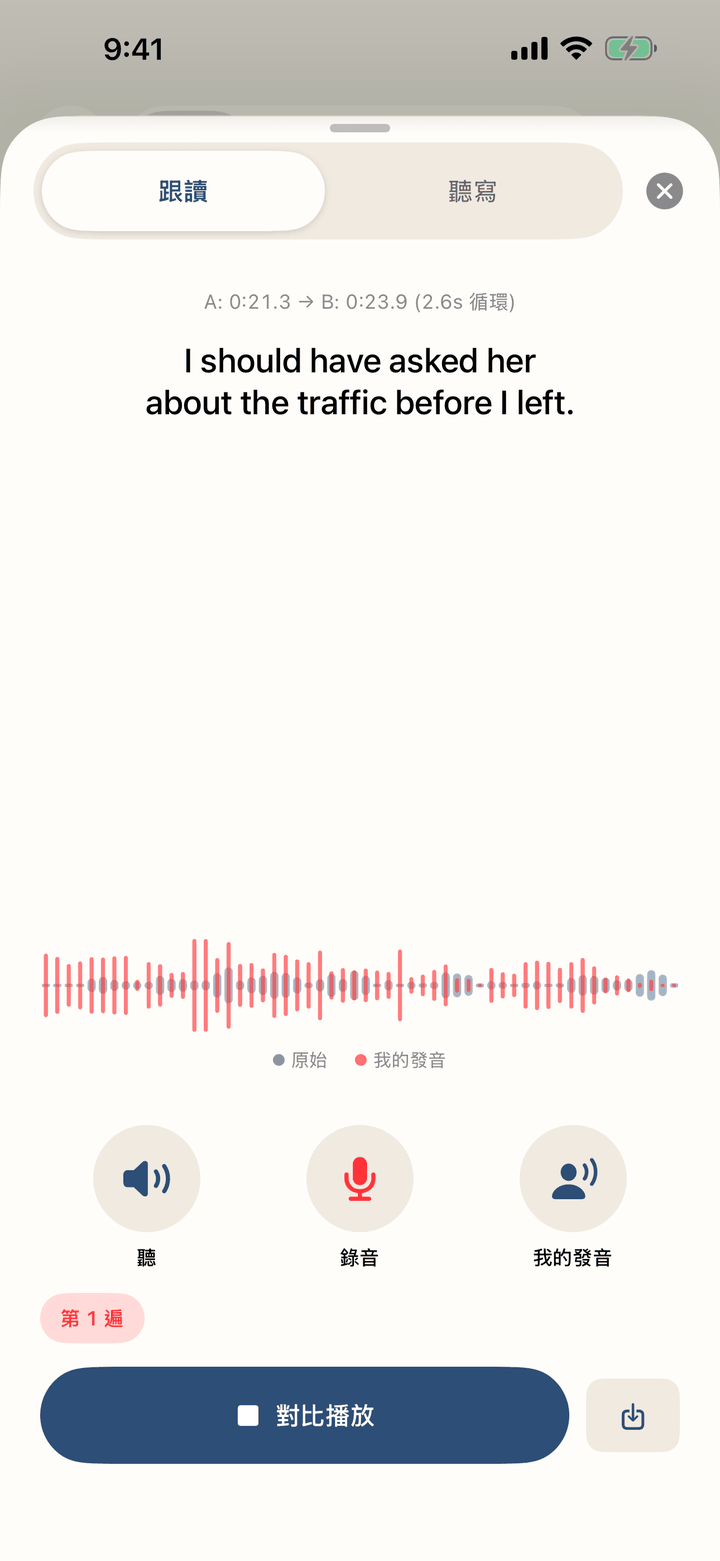 9:41
跟讀
聽寫
A: 0:21.3 → B: 0:23.9 (2.6s 循環)
I should have asked her
about the traffic before I left.
原始
我的發音
聽
錄音
我的發音
第 1 遍
對比播放